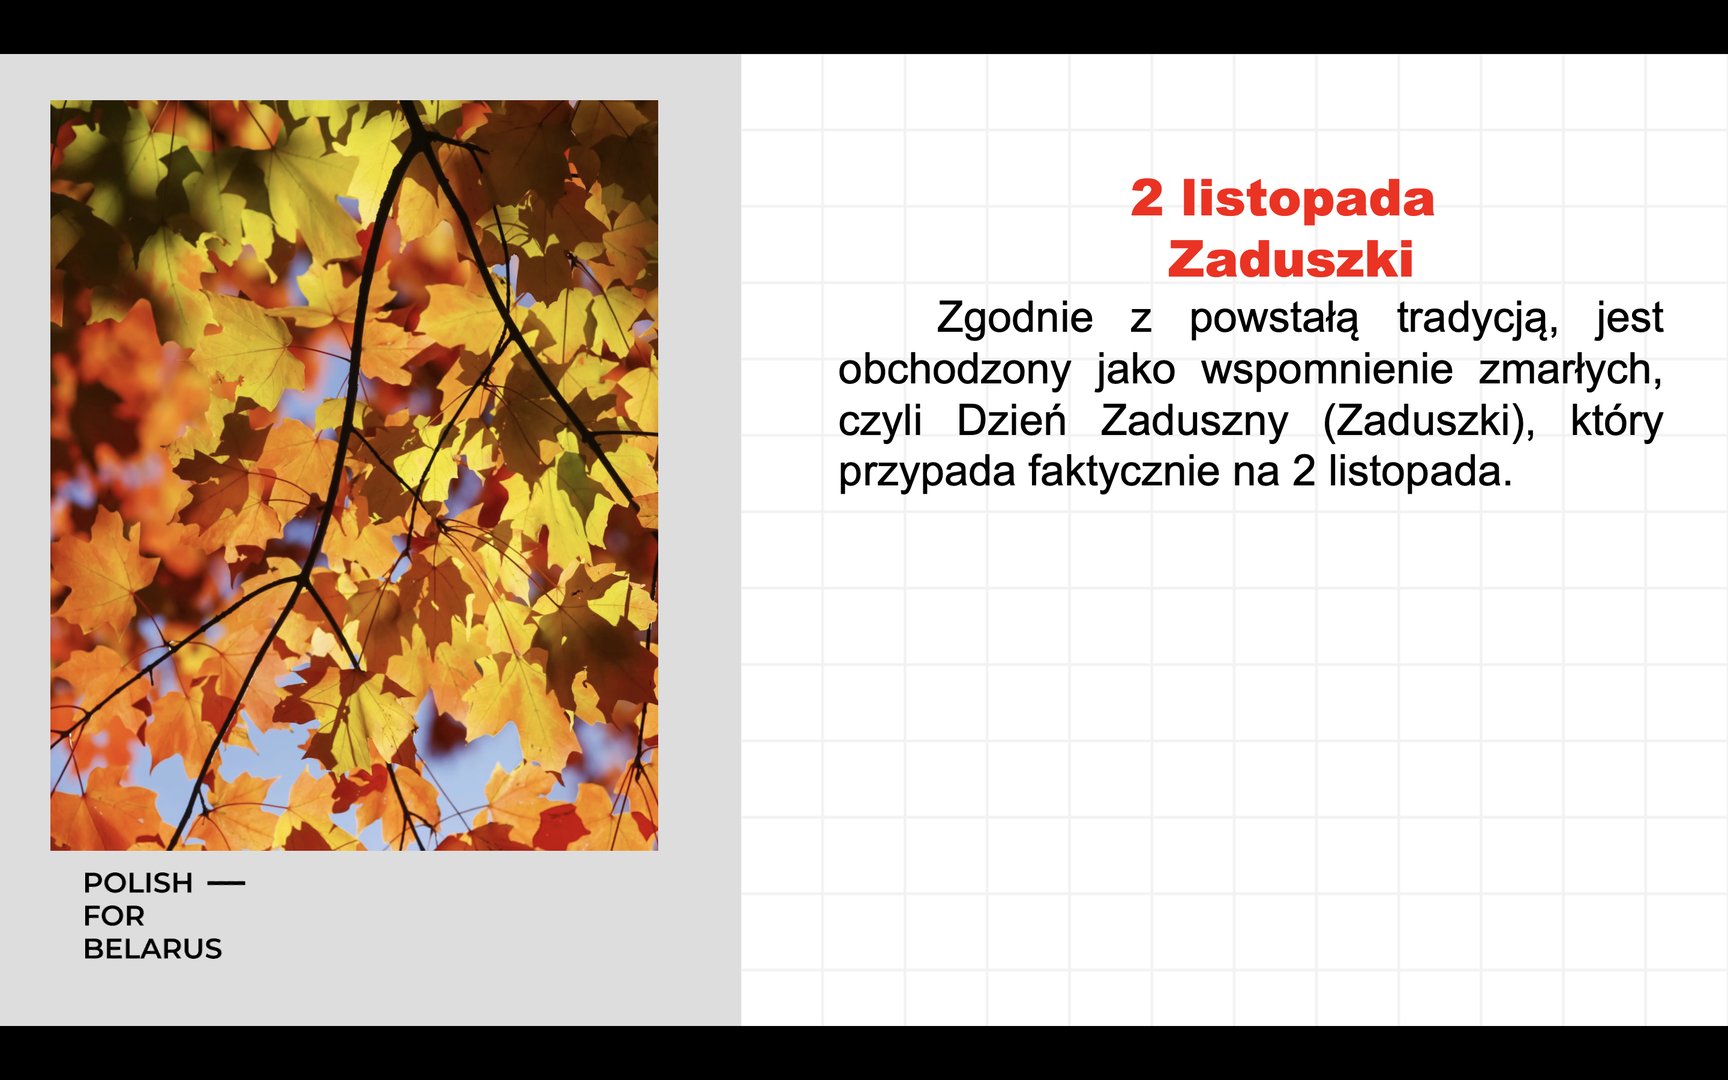 2 listopada
Zaduszki
Zgodnie z powstałą tradycją, jest
obchodzony jako wspomnienie zmarłych,
czyli Dzień Zaduszny (Zaduszki), który
przypada faktycznie na 2 listopada.
POLISH —
FOR
BELARUS